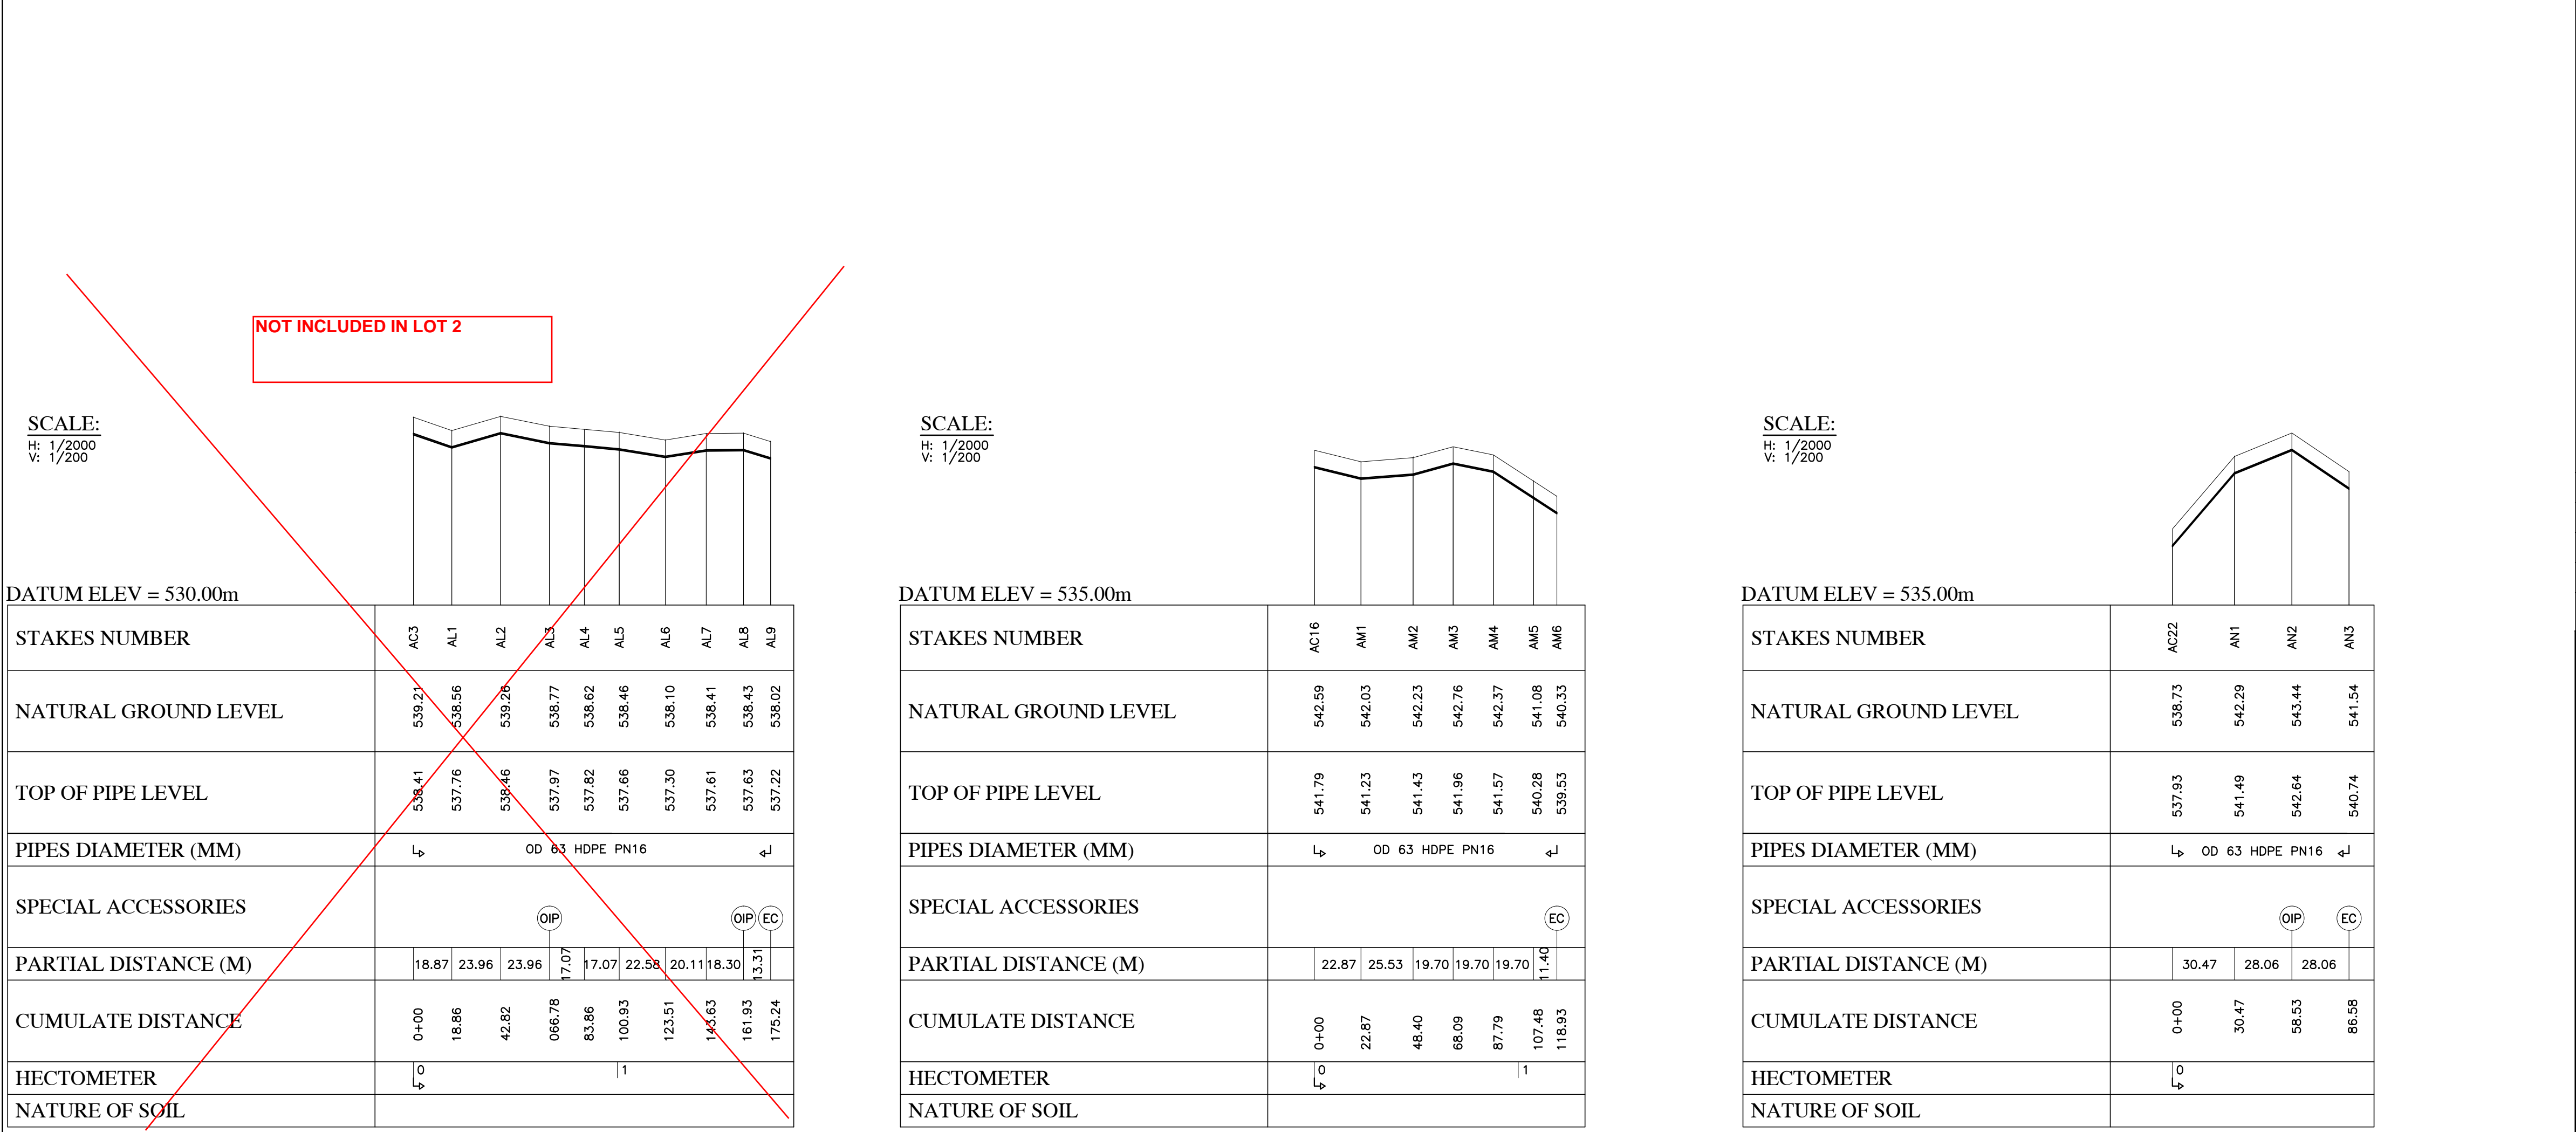 NOT INCLUDED IN LOT 2
SCALE:
H: 1/2000
V: 1/200
DATUM ELEV = 530.00m
STAKES NUMBER AC3 AL1 AL2 AL3 AL4 AL5 AL6 AL7 AL8 AL9
NATURAL GROUND LEVEL 539.21 538.56 539.26 538.77 538.62 538.46 538.10 538.41 538.43 538.02
TOP OF PIPE LEVEL 538.41 537.76 538.46 537.97 537.82 537.66 537.30 537.61 537.63 537.22
PIPES DIAMETER (MM) OD 63 HDPE PN16
SPECIAL ACCESSORIES OIP OIP EC
PARTIAL DISTANCE (M) 18.87 23.96 23.96 17.07 17.07 22.58 20.11 18.30 13.31
CUMULATE DISTANCE 0+00 18.86 42.82 066.78 83.86 100.93 123.51 143.63 161.93 175.24
HECTOMETER 0 1
NATURE OF SOIL
SCALE:
H: 1/2000
V: 1/200
DATUM ELEV = 535.00m
STAKES NUMBER AC16 AM1 AM2 AM3 AM4 AM5 AM6
NATURAL GROUND LEVEL 542.59 542.03 542.23 542.76 542.37 541.08 540.33
TOP OF PIPE LEVEL 541.79 541.23 541.43 541.96 541.57 540.28 539.53
PIPES DIAMETER (MM) OD 63 HDPE PN16
SPECIAL ACCESSORIES EC
PARTIAL DISTANCE (M) 22.87 25.53 19.70 19.70 19.70 11.40
CUMULATE DISTANCE 0+00 22.87 48.40 68.09 87.79 107.48 118.93
HECTOMETER 0 1
NATURE OF SOIL
SCALE:
H: 1/2000
V: 1/200
DATUM ELEV = 535.00m
STAKES NUMBER AC22 AN1 AN2 AN3
NATURAL GROUND LEVEL 538.73 542.29 543.44 541.54
TOP OF PIPE LEVEL 537.93 541.49 542.64 540.74
PIPES DIAMETER (MM) OD 63 HDPE PN16
SPECIAL ACCESSORIES OIP EC
PARTIAL DISTANCE (M) 30.47 28.06 28.06
CUMULATE DISTANCE 0+00 30.47 58.53 86.58
HECTOMETER 0
NATURE OF SOIL